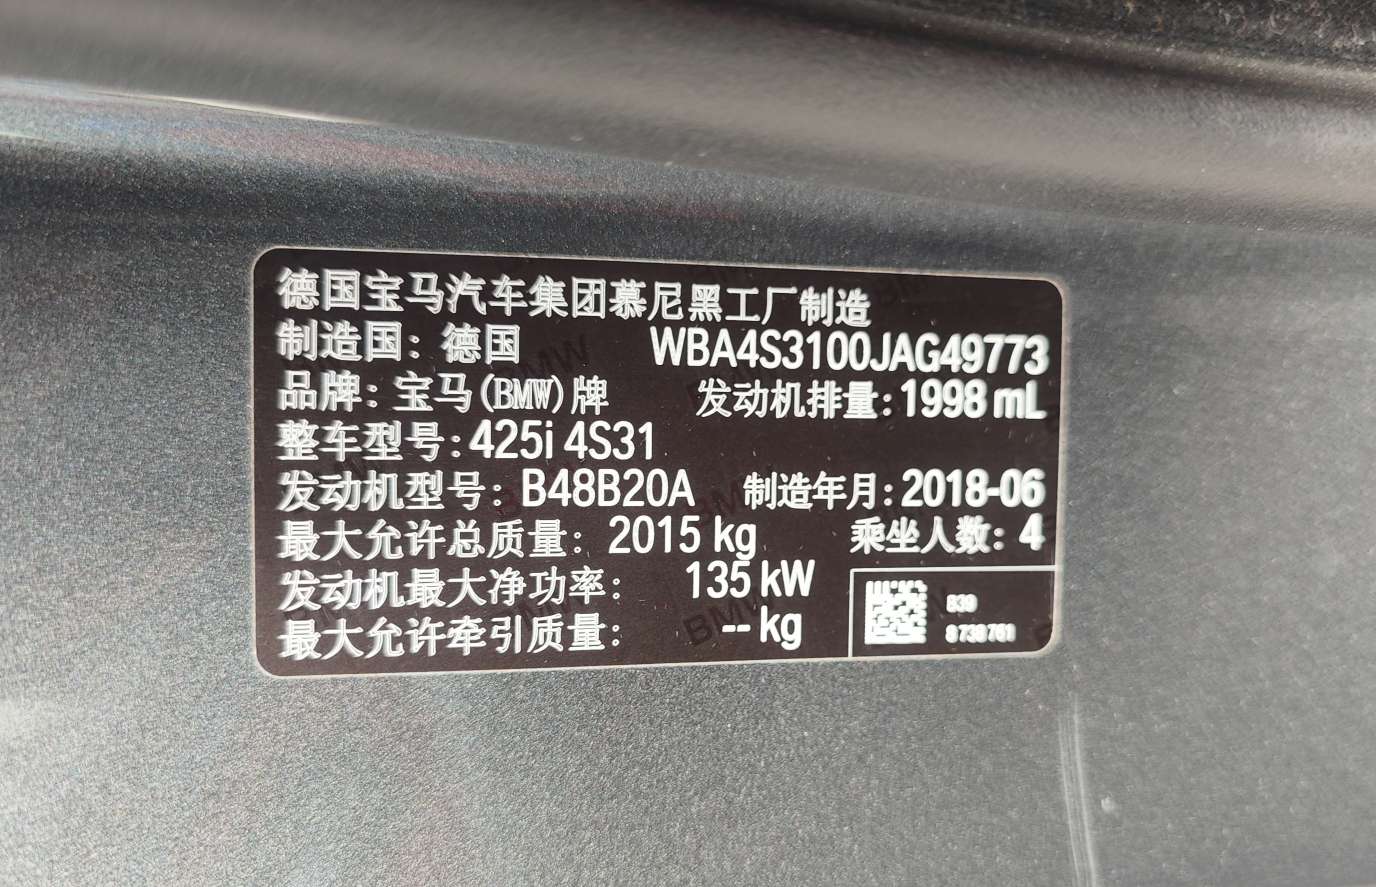 德国宝马汽车集团慕尼黑工厂制造
制造国：德国 WBA4S3100JAG49773
品牌：宝马(BMW)牌 发动机排量：1998 mL
整车型号：425i 4S31
发动机型号：B48B20A 制造年月：2018-06
最大允许总质量：2015 kg 乘坐人数：4
发动机最大净功率：135 kW
最大允许牵引质量：-- kg